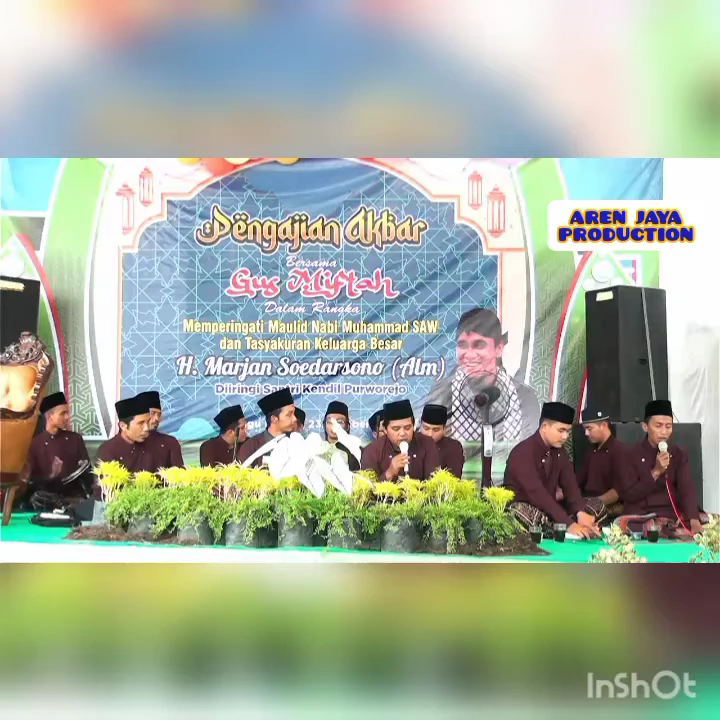 Pengajian Akbar
Bersama
Gus Miftah
Dalam Rangka
Memperingati Maulid Nabi Muhammad SAW
dan Tasyakuran Keluarga Besar
H. Marjan Soedarsono (Alm)
Diiringi Santri Kendil Purworejo
23
AREN JAYA
PRODUCTION
InShOt